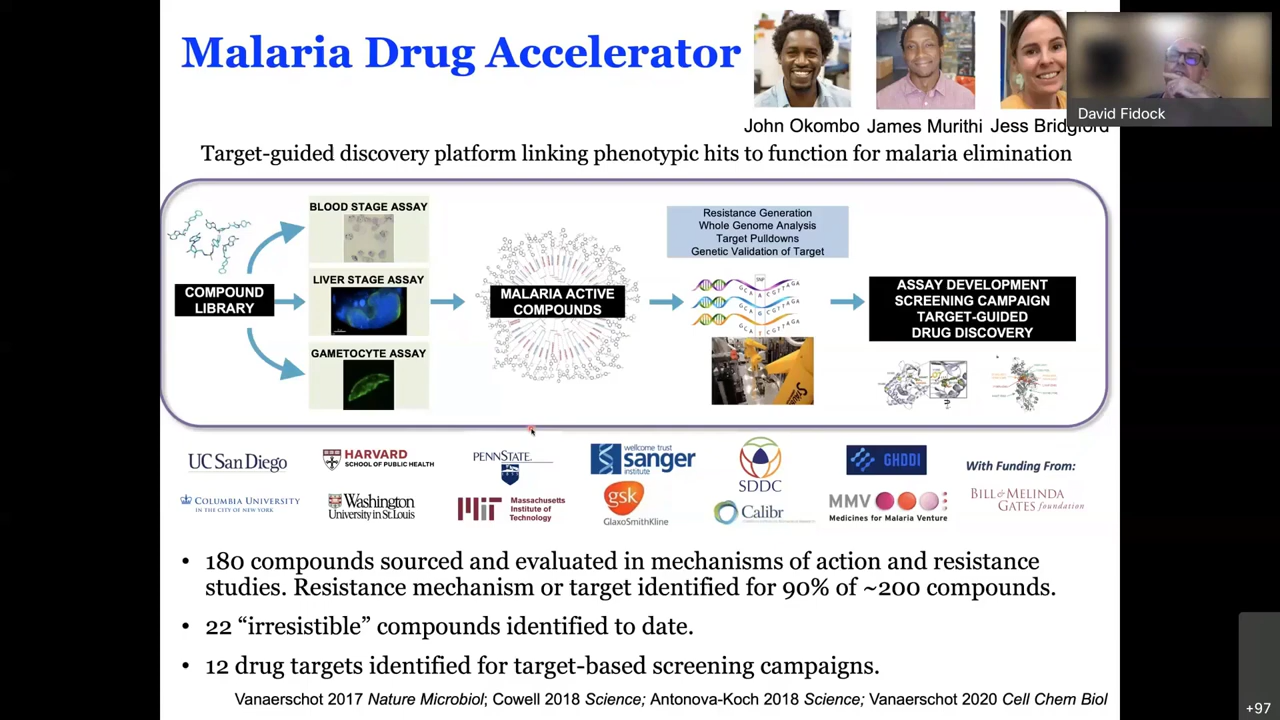 Malaria Drug Accelerator
David Fidock
John Okombo James Murithi Jess Bridgford
Target-guided discovery platform linking phenotypic hits to function for malaria elimination
COMPOUND
LIBRARY
BLOOD STAGE ASSAY
LIVER STAGE ASSAY
GAMETOCYTE ASSAY
MALARIA ACTIVE
COMPOUNDS
Resistance Generation
Whole Genome Analysis
Target Pulldowns
Genetic Validation of Target
SNP
ASSAY DEVELOPMENT
SCREENING CAMPAIGN
TARGET-GUIDED
DRUG DISCOVERY
UC San Diego
HARVARD
SCHOOL OF PUBLIC HEALTH
PENNSTATE
wellcome trust
sanger
institute
SDDC
GHDDI
With Funding From:
COLUMBIA UNIVERSITY
IN THE CITY OF NEW YORK
Washington
University in St. Louis
MIT
Massachusetts
Institute of
Technology
gsk
GlaxoSmithKline
Calibr
MMV
Medicines for Malaria Venture
BILL & MELINDA
GATES foundation
• 180 compounds sourced and evaluated in mechanisms of action and resistance
studies. Resistance mechanism or target identified for 90% of ~200 compounds.
• 22 “irresistible” compounds identified to date.
• 12 drug targets identified for target-based screening campaigns.
Vanaerschot 2017 Nature Microbiol; Cowell 2018 Science; Antonova-Koch 2018 Science; Vanaerschot 2020 Cell Chem Biol
+97